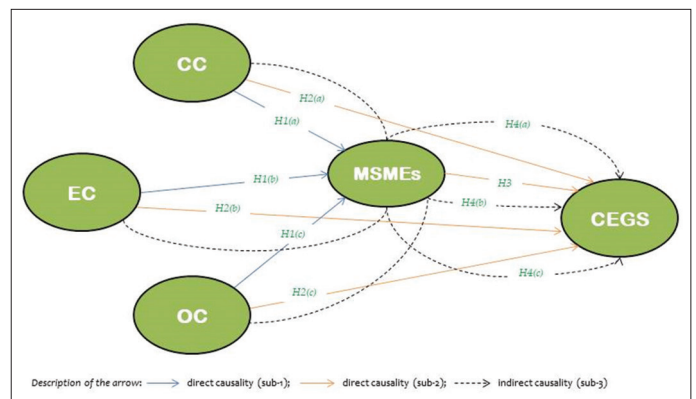 CC
H2(a)
H1(a)
H4(a)
MSMEs
H1(b)
H3
EC
H4(b)
H2(b)
CEGS
H1(c)
H4(c)
H2(c)
OC
Description of the arrow: direct causality (sub-1); direct causality (sub-2); indirect causality (sub-3)